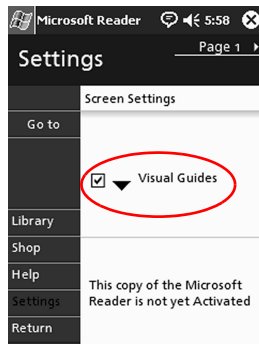 Microsoft Reader 5:58
Settings
Page 1
Screen Settings
Go to
Visual Guides
Library
Shop
Help
Settings
Return
This copy of the Microsoft
Reader is not yet Activated